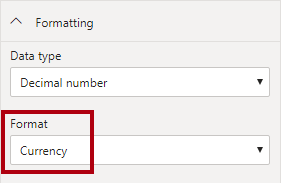 Formatting
Data type
Decimal number
Format
Currency